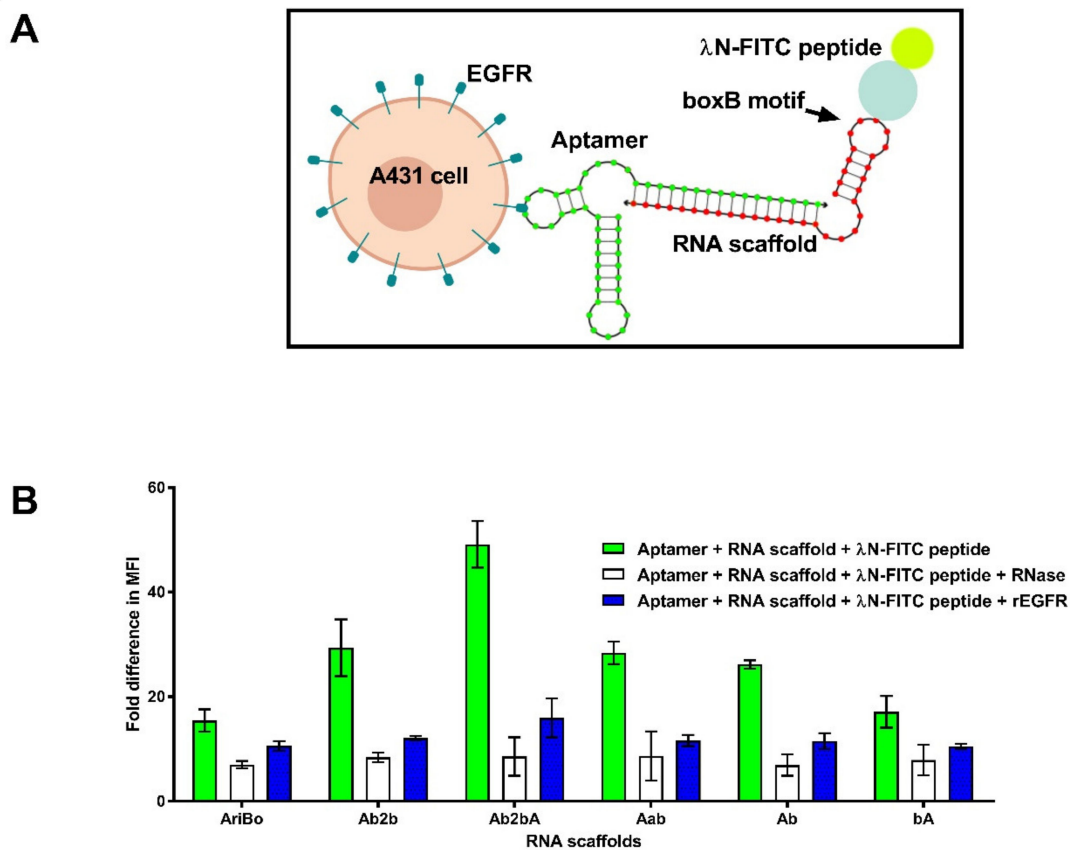 A
λN-FITC peptide
EGFR
boxB motif
Aptamer
A431 cell
RNA scaffold
B
60
40
20
0
Fold difference in MFI
Aptamer + RNA scaffold + λN-FITC peptide
Aptamer + RNA scaffold + λN-FITC peptide + RNase
Aptamer + RNA scaffold + λN-FITC peptide + rEGFR
AriBo Ab2b Ab2bA Aab Ab bA
RNA scaffolds